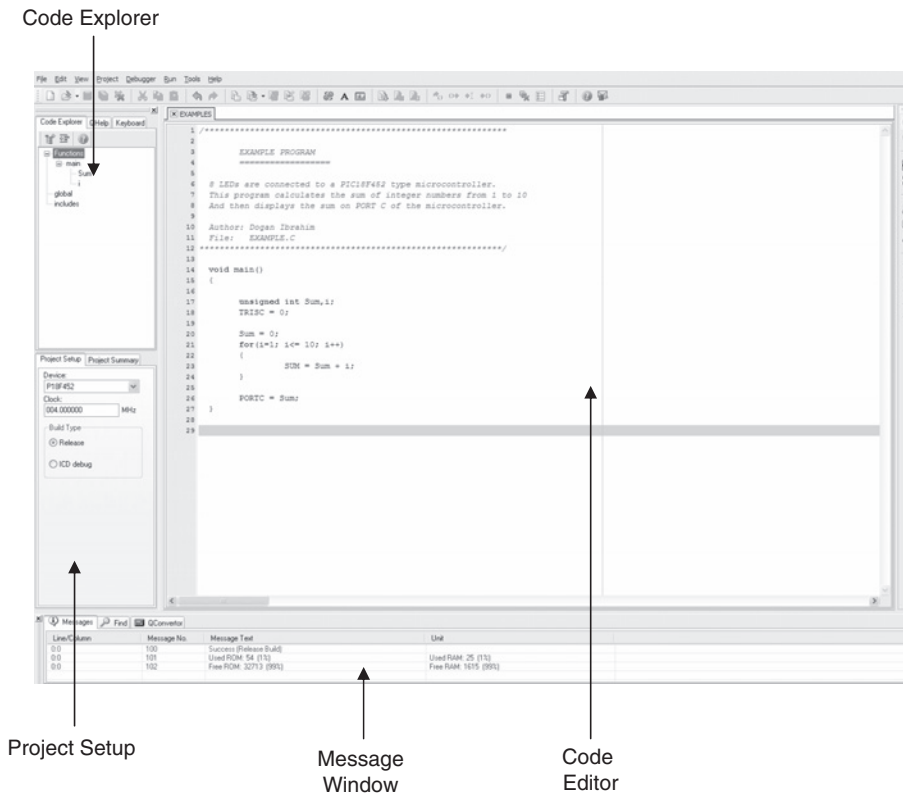 Code Explorer
File Edit View Project Debugger Run Tools Help
Code Explorer QHelp Keyboard
Functions
main
Sum
i
global
includes
EXAMPLES
1 /***************************************************************
2
3 EXAMPLE PROGRAM
4 ==================
5
6 8 LEDs are connected to a PIC18F452 type microcontroller.
7 This program calculates the sum of integer numbers from 1 to 10
8 And then displays the sum on PORT C of the microcontroller.
9
10 Author: Dogan Ibrahim
11 File: EXAMPLE.C
12 ***************************************************************/
13
14 void main()
15 {
16
17 unsigned int Sum,i;
18 TRISC = 0;
19
20 Sum = 0;
21 for(i=1; i<= 10; i++)
22 {
23 SUM = Sum + i;
24 }
25
26 PORTC = Sum;
27 }
28
29
Project Setup Project Summary
Device:
P18F452
Clock:
004.000000 MHz
Build Type
Release
ICD debug
Messages Find QConvertor
Line/Column Message No. Message Text Unit
0:0 100 Success (Release Build)
0:0 101 Used ROM: 54 (1%) Used RAM: 25 (1%)
0:0 102 Free ROM: 32713 (99%) Free RAM: 1615 (99%)
Project Setup
Message
Window
Code
Editor